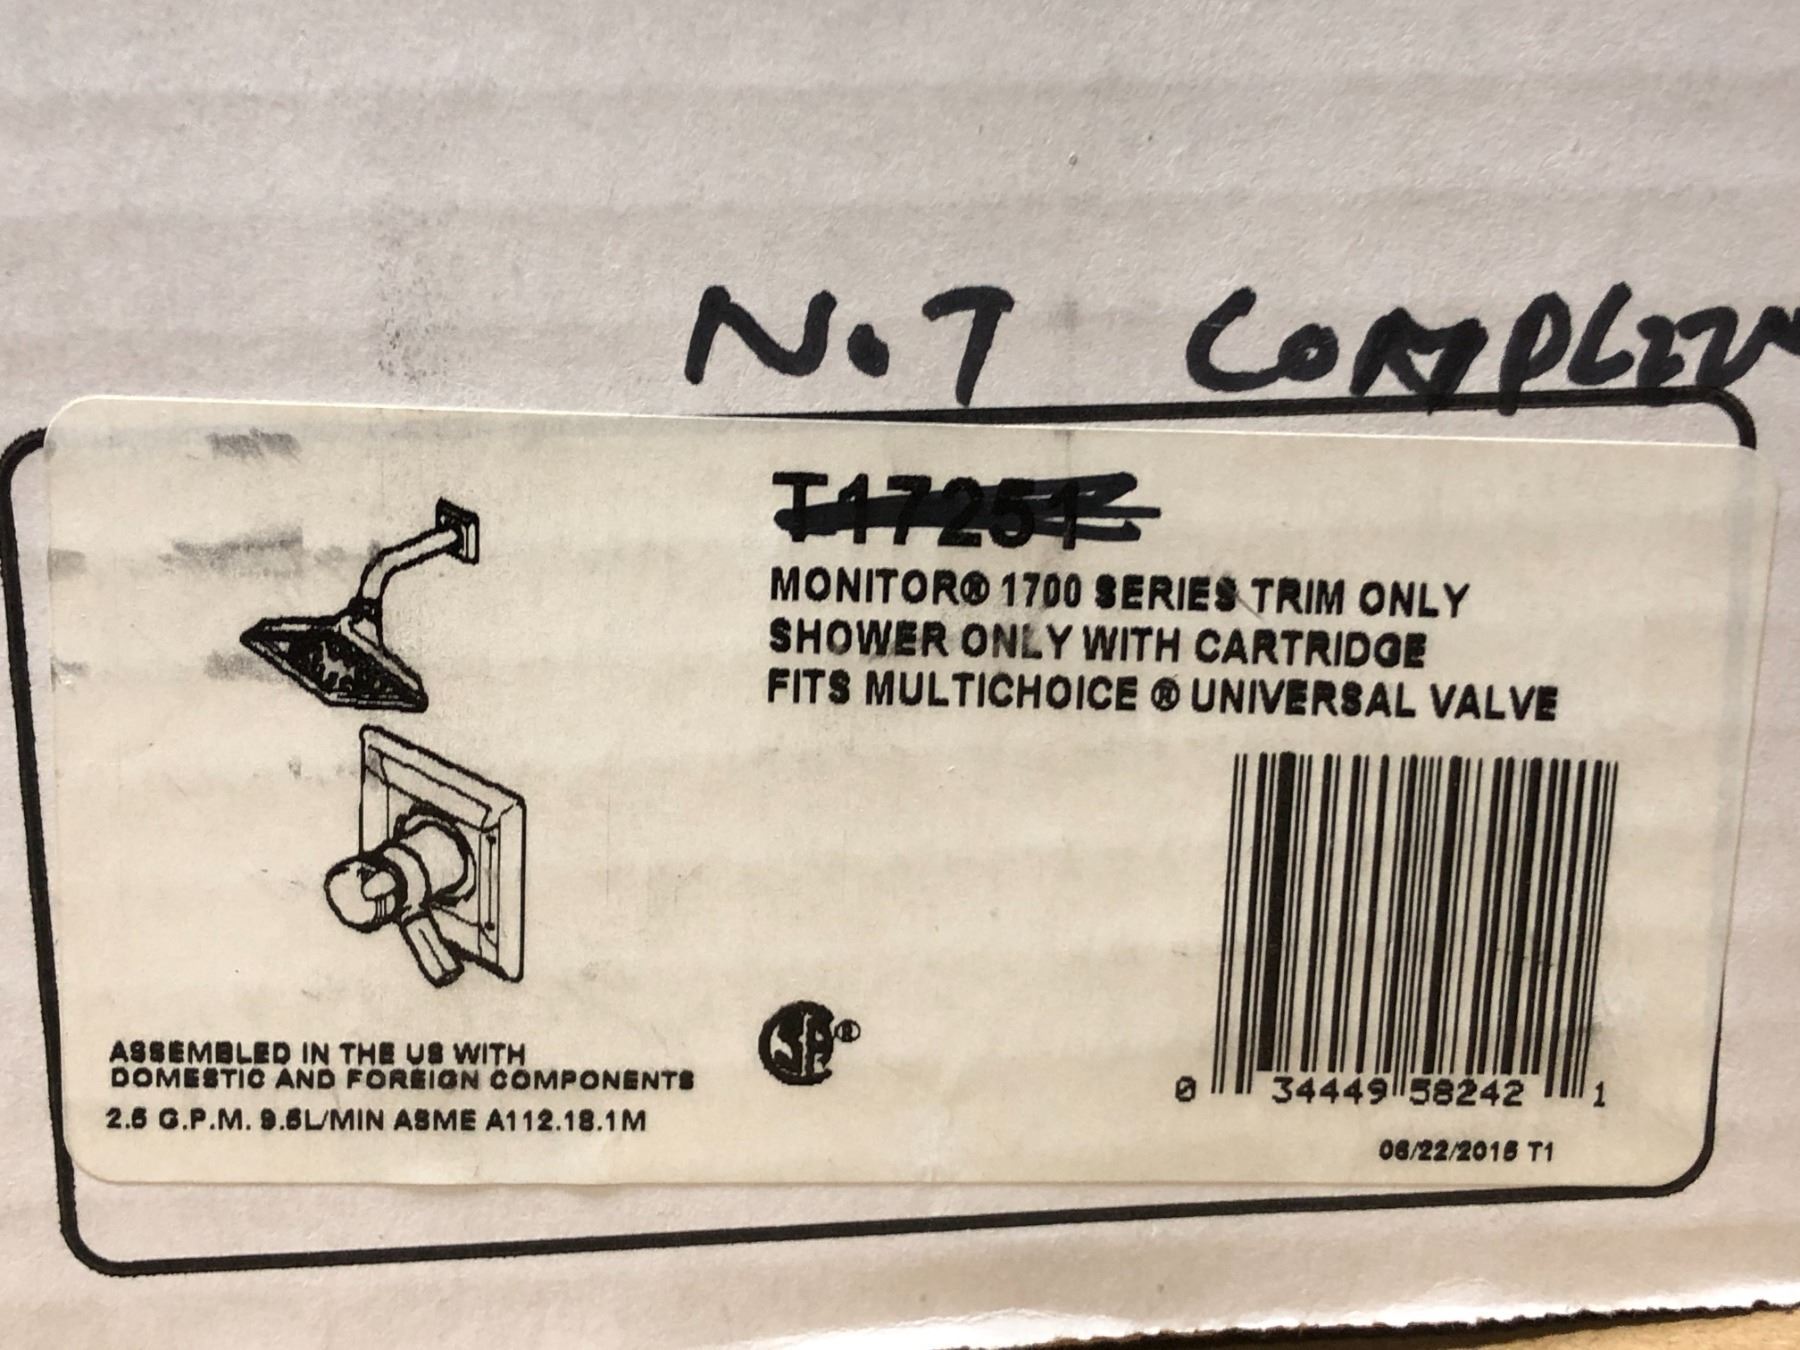 NOT
T17251
MONITOR® 1700 SERIES TRIM ONLY
SHOWER ONLY WITH CARTRIDGE
FITS MULTICHOICE ® UNIVERSAL VALVE
ASSEMBLED IN THE US WITH
DOMESTIC AND FOREIGN COMPONENTS
2.5 G.P.M. 9.5L/MIN ASME A112.18.1M
®
0 34449 58242 1
06/22/2015 T1